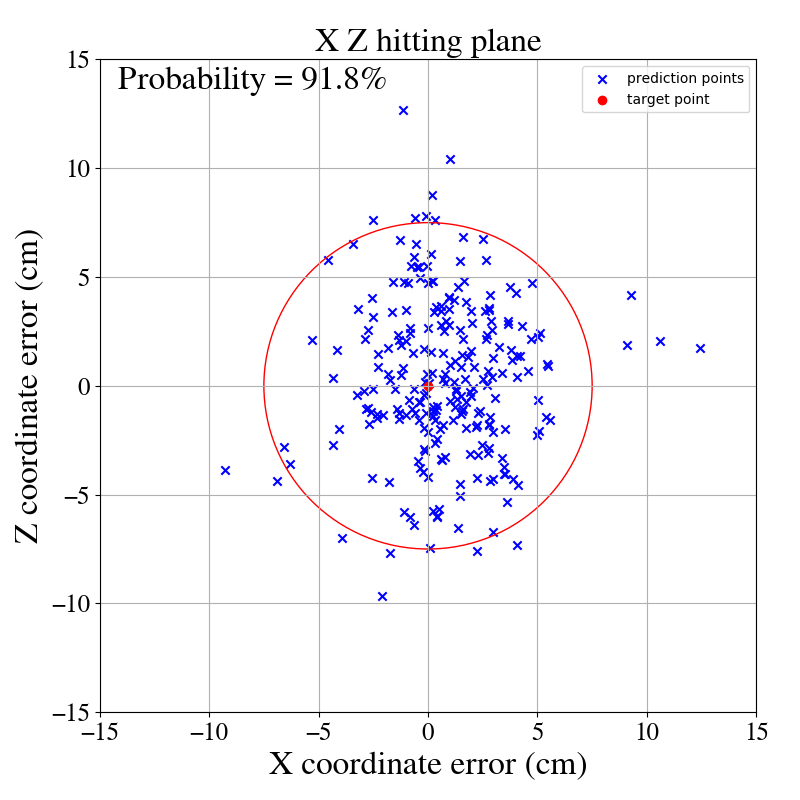 X Z hitting plane
Probability = 91.8%
prediction points
target point
15
10
5
0
−5
−10
−15
Z coordinate error (cm)
−15 −10 −5 0 5 10 15
X coordinate error (cm)